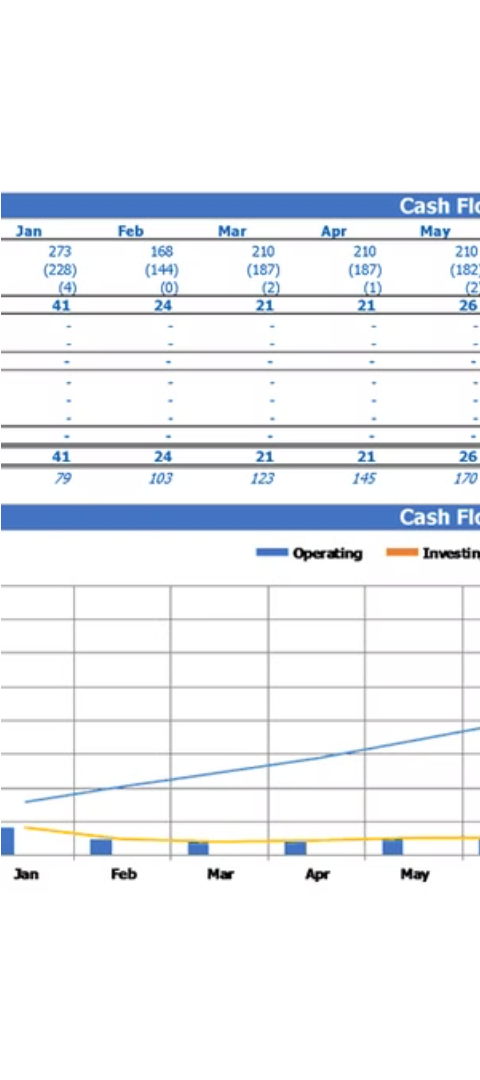 Cash Flo
Jan Feb Mar Apr May
273 168 210 210 210
(228) (144) (187) (187) (182
(4) (0) (2) (1) (2
41 24 21 21 26
- - - - -
- - - - -
- - - - -
- - - - -
- - - - -
- - - - -
- - - - -
41 24 21 21 26
79 103 123 145 170
Cash Flo
Operating Investin
Jan Feb Mar Apr May